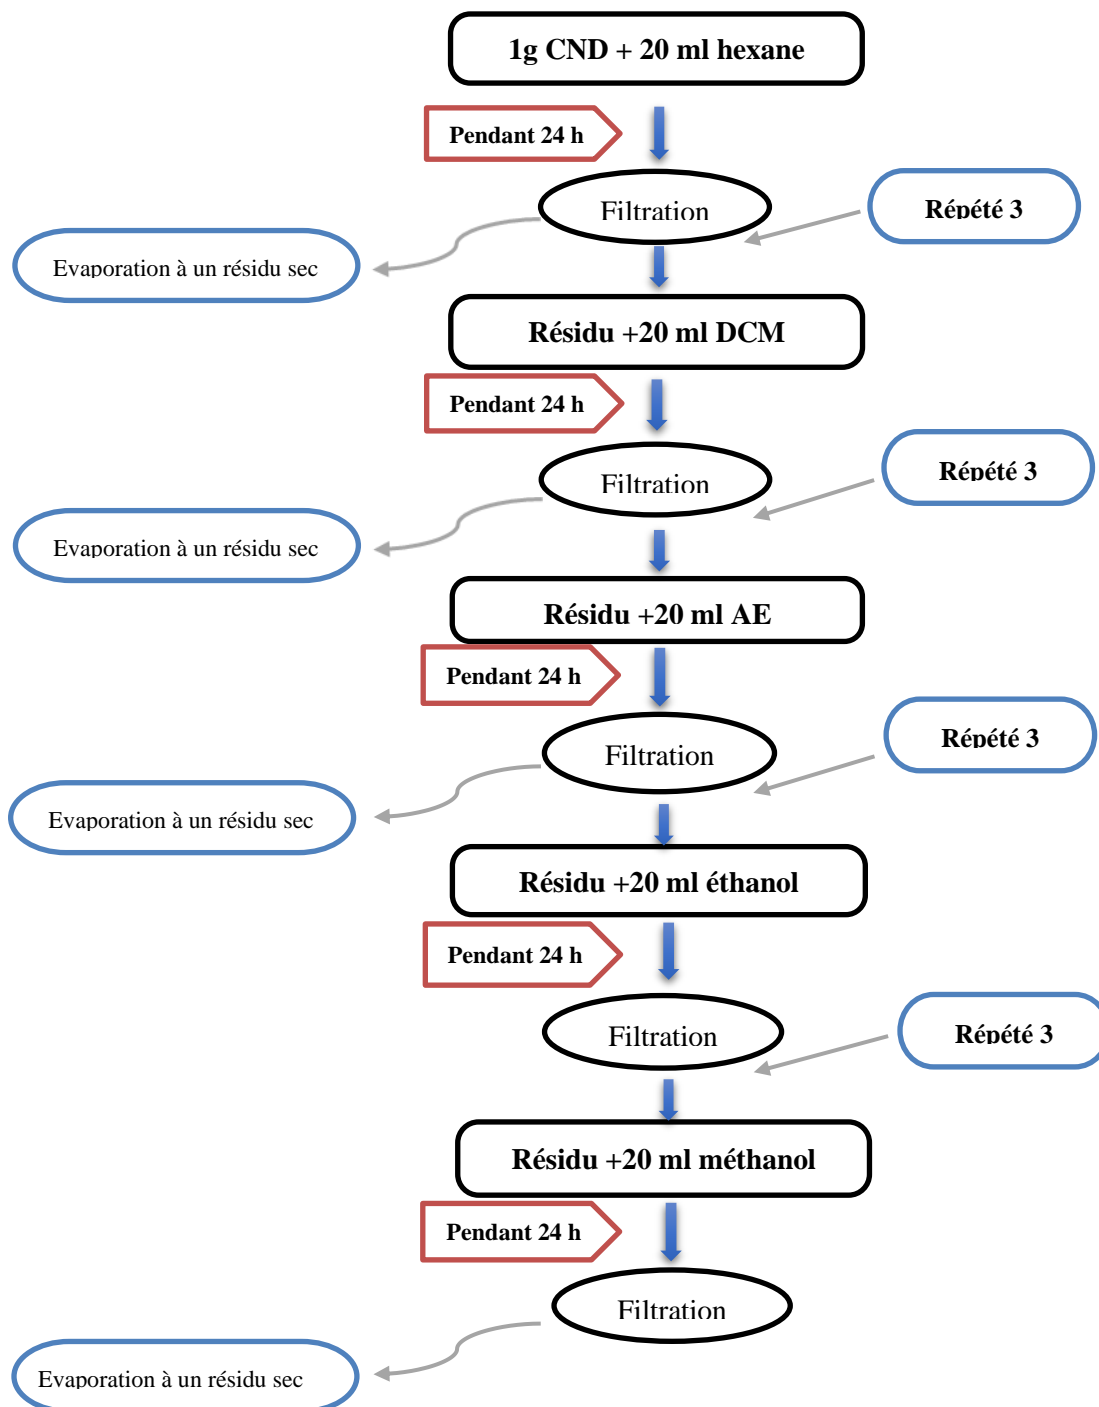 1g CND + 20 ml hexane
Pendant 24 h
Filtration
Répété 3
Evaporation à un résidu sec
Résidu +20 ml DCM
Pendant 24 h
Filtration
Répété 3
Evaporation à un résidu sec
Résidu +20 ml AE
Pendant 24 h
Filtration
Répété 3
Evaporation à un résidu sec
Résidu +20 ml éthanol
Pendant 24 h
Filtration
Répété 3
Résidu +20 ml méthanol
Pendant 24 h
Filtration
Evaporation à un résidu sec